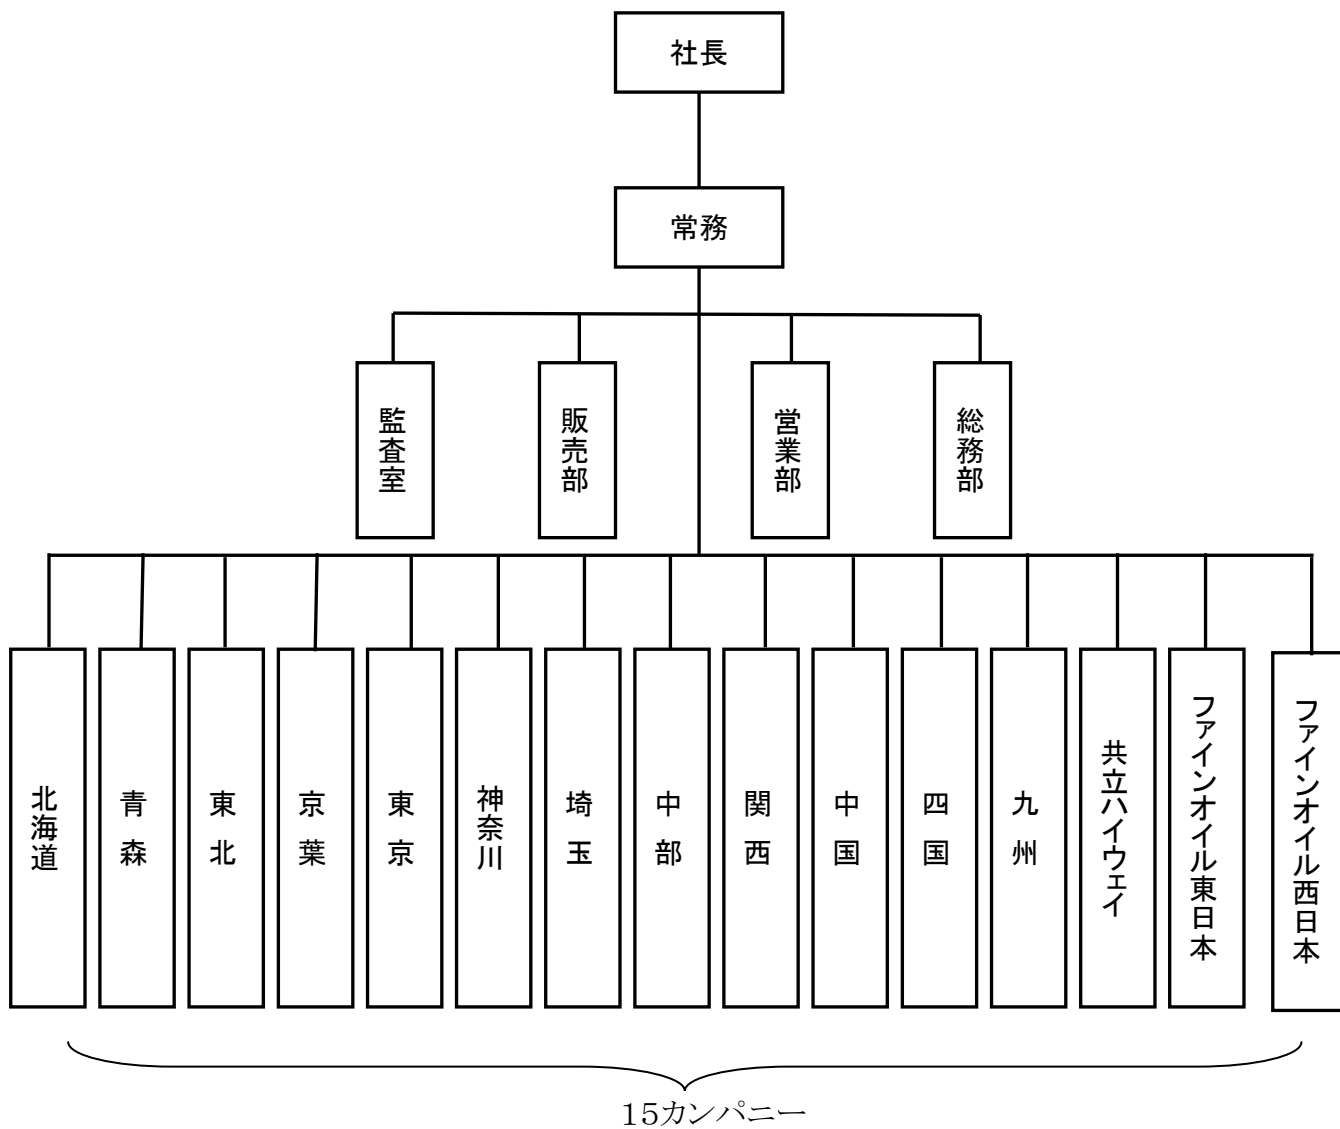 社長
常務
監査室
販売部
営業部
総務部
北海道
青森
東北
京葉
東京
神奈川
埼玉
中部
関西
中国
四国
九州
共立ハイウェイ
ファインオイル東日本
ファインオイル西日本
15カンパニー